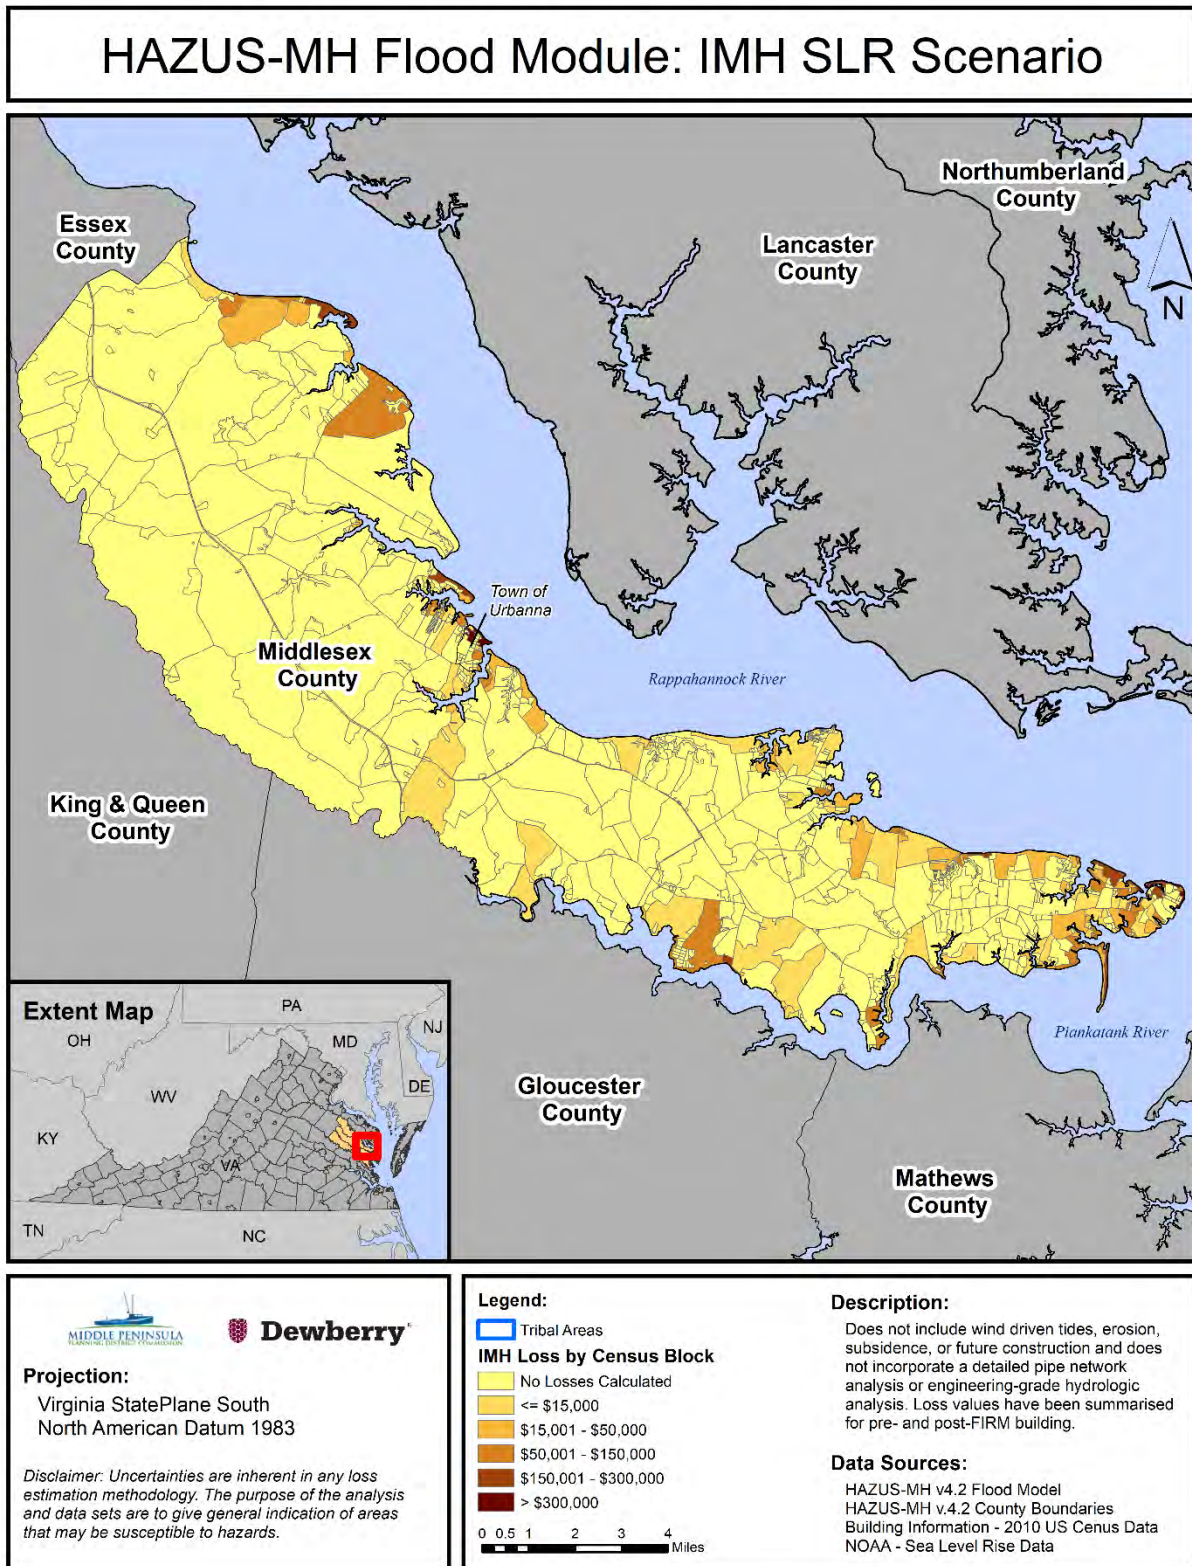 HAZUS-MH Flood Module: IMH SLR Scenario
Northumberland
County
Essex
County
Lancaster
County
N
Town of
Urbanna
Middlesex
County
Rappahannock River
King & Queen
County
Piankatank River
Gloucester
County
Mathews
County
Extent Map
PA
OH
NJ
MD
DE
WV
KY
VA
TN
NC
MIDDLE PENINSULA
PLANNING DISTRICT COMMISSION
Dewberry
Projection:
Virginia StatePlane South
North American Datum 1983
Disclaimer: Uncertainties are inherent in any loss
estimation methodology. The purpose of the analysis
and data sets are to give general indication of areas
that may be susceptible to hazards.
Legend:
Tribal Areas
IMH Loss by Census Block
No Losses Calculated
<= $15,000
$15,001 - $50,000
$50,001 - $150,000
$150,001 - $300,000
> $300,000
0 0.5 1 2 3 4
Miles
Description:
Does not include wind driven tides, erosion,
subsidence, or future construction and does
not incorporate a detailed pipe network
analysis or engineering-grade hydrologic
analysis. Loss values have been summarised
for pre- and post-FIRM building.
Data Sources:
HAZUS-MH v4.2 Flood Model
HAZUS-MH v.4.2 County Boundaries
Building Information - 2010 US Cenus Data
NOAA - Sea Level Rise Data